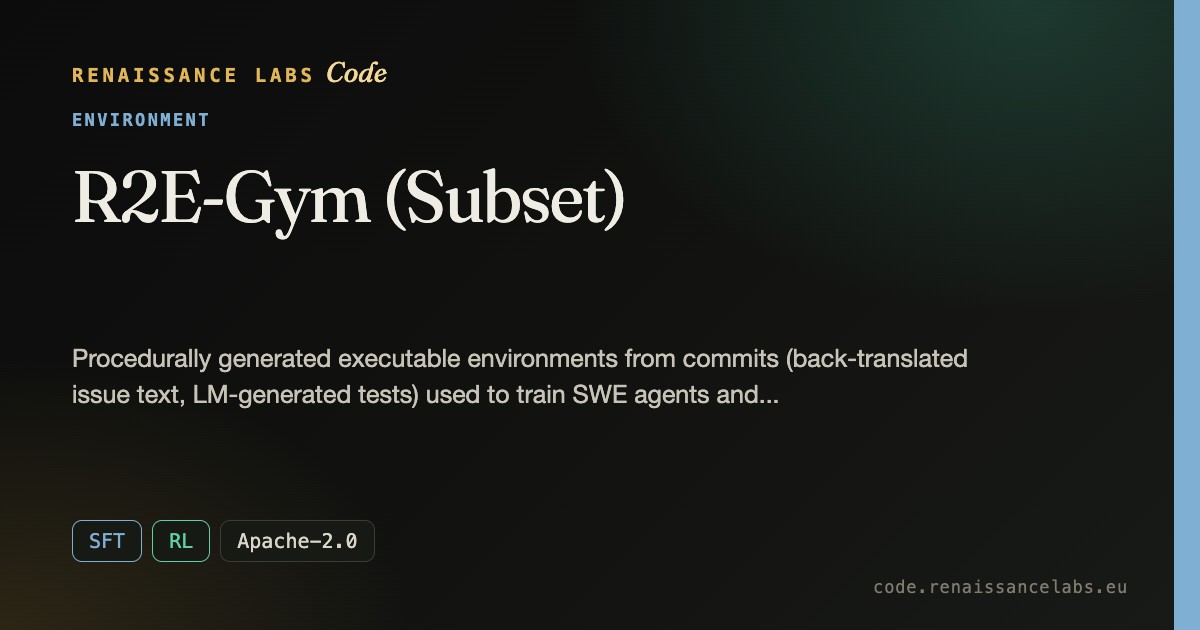 RENAISSANCE LABS Code
ENVIRONMENT
R2E-Gym (Subset)
Procedurally generated executable environments from commits (back-translated
issue text, LM-generated tests) used to train SWE agents and...
SFT RL Apache-2.0
code.renaissancelabs.eu